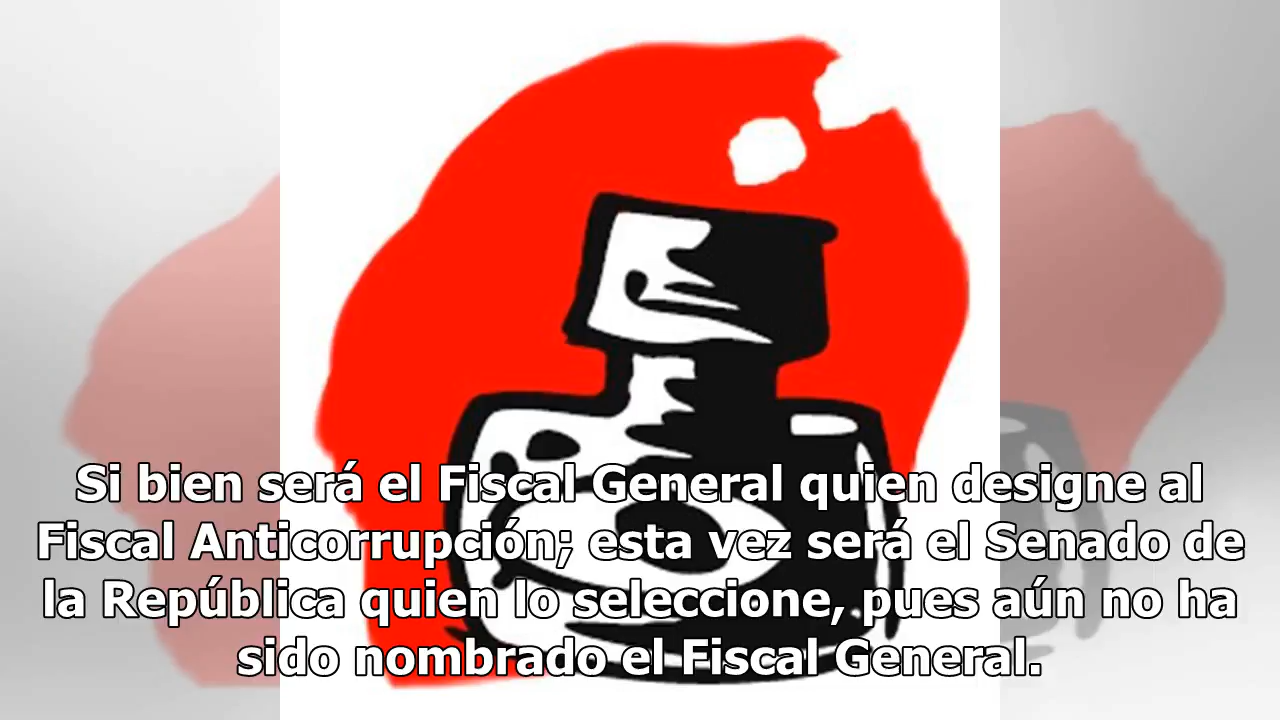 Si bien será el Fiscal General quien designe al
Fiscal Anticorrupción; esta vez será el Senado de
la República quien lo seleccione, pues aún no ha
sido nombrado el Fiscal General.